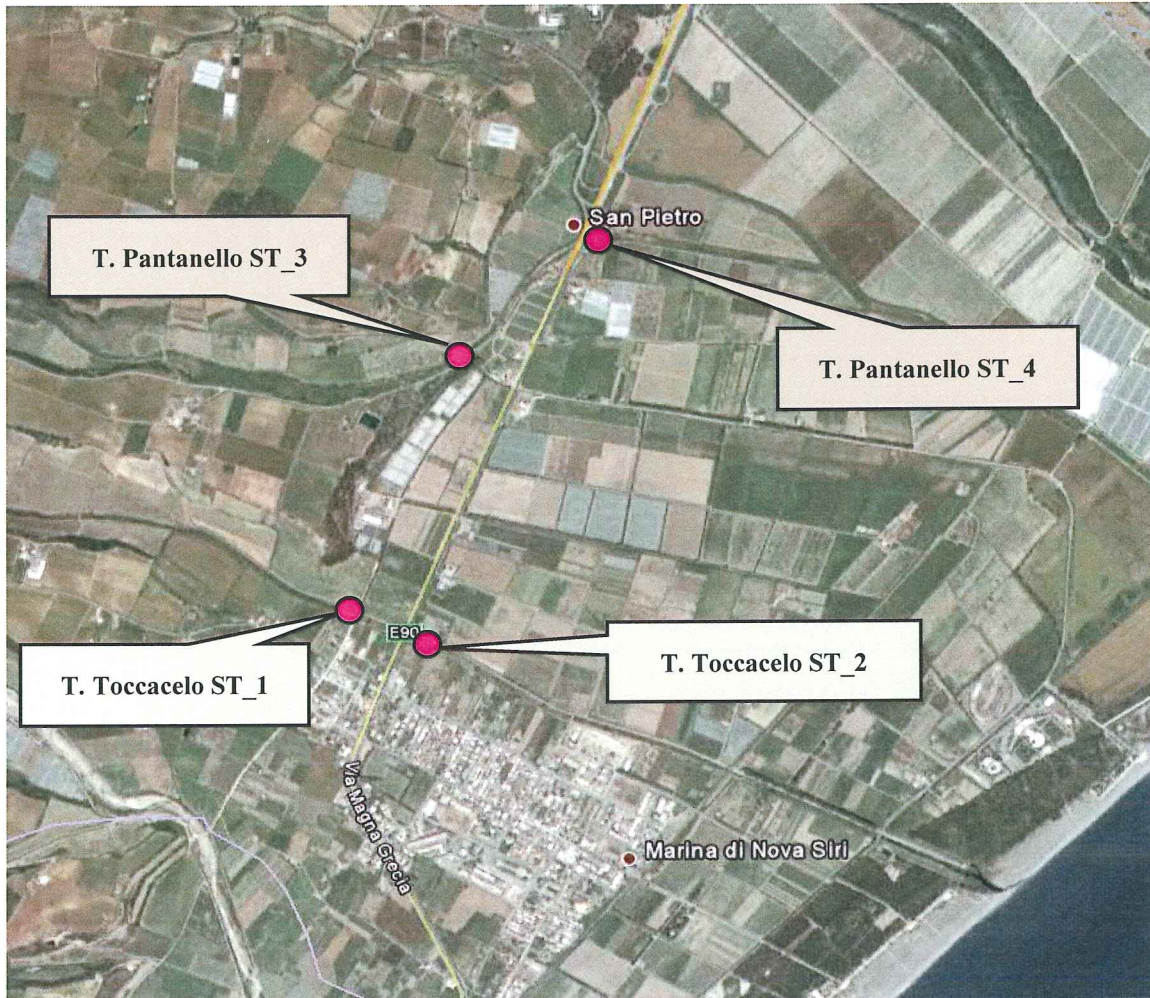 San Pietro
T. Pantanello ST_3
T. Pantanello ST_4
E90
T. Toccacelo ST_2
T. Toccacelo ST_1
Via Magna Grecia
Marina di Nova Siri